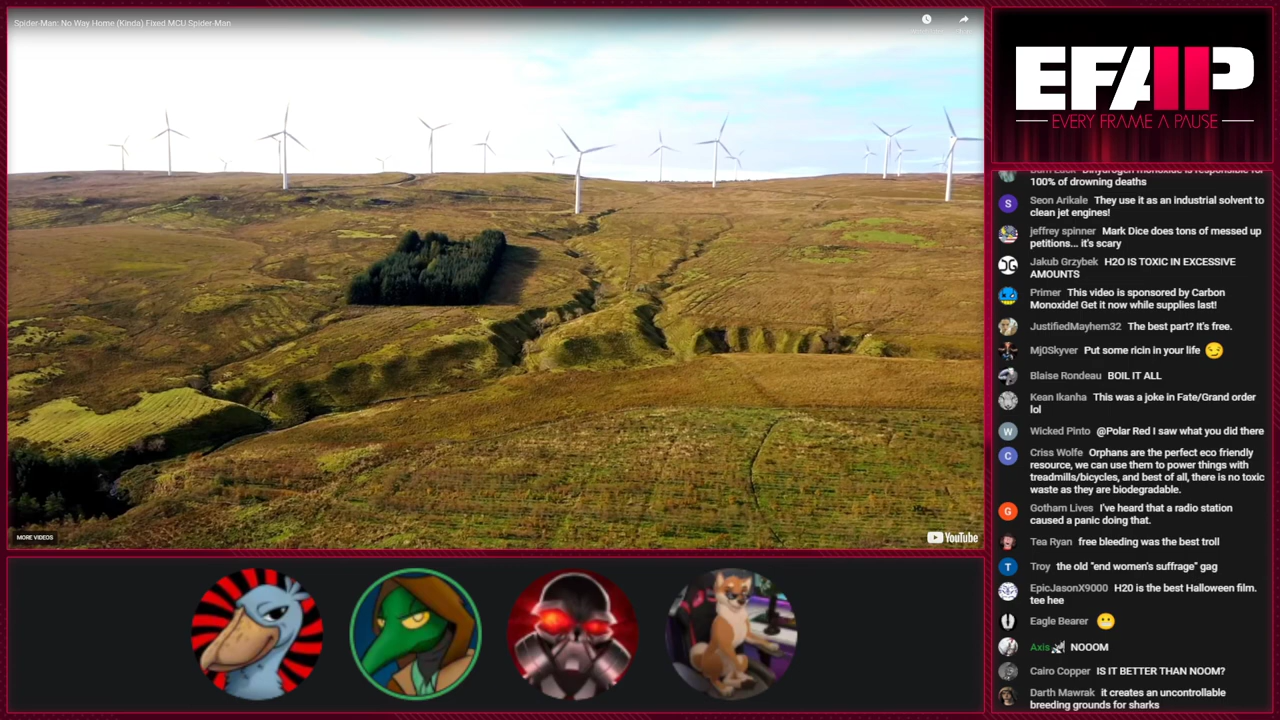 Spider-Man: No Way Home (Kinda) Fixed MCU Spider-Man
MORE VIDEOS
YouTube
EFAP
EVERY FRAME A PAUSE
Dihydrogen monoxide is responsible for
100% of drowning deaths
S
Seon Arikale They use it as an industrial solvent to
clean jet engines!
jeffrey spinner Mark Dice does tons of messed up
petitions... it's scary
Jakub Grzybek H2O IS TOXIC IN EXCESSIVE
AMOUNTS
Primer This video is sponsored by Carbon
Monoxide! Get it now while supplies last!
JustifiedMayhem32 The best part? It's free.
Mj0Skyver Put some ricin in your life 😏
Blaise Rondeau BOIL IT ALL
Kean Ikanha This was a joke in Fate/Grand order
lol
W
Wicked Pinto @Polar Red I saw what you did there
C
Criss Wolfe Orphans are the perfect eco friendly
resource, we can use them to power things with
treadmills/bicycles, and best of all, there is no toxic
waste as they are biodegradable.
G
Gotham Lives I've heard that a radio station
caused a panic doing that.
Tea Ryan free bleeding was the best troll
T
Troy the old "end women's suffrage" gag
EpicJasonX9000 H20 is the best Halloween film.
tee hee
Eagle Bearer 😬
Axis NOOOM
Cairo Copper IS IT BETTER THAN NOOM?
Darth Mawrak it creates an uncontrollable
breeding grounds for sharks